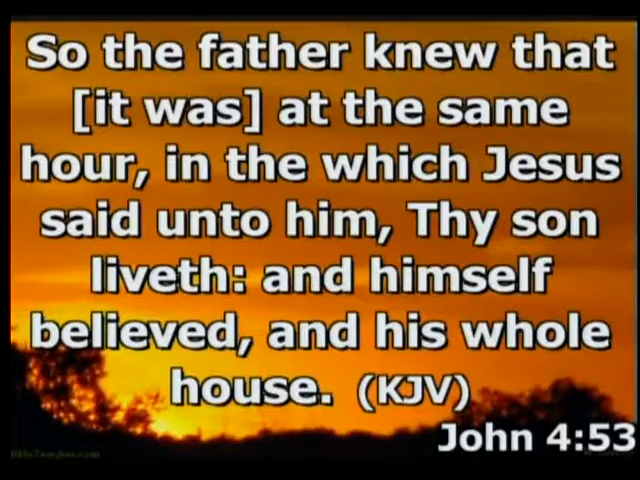 So the father knew that
[it was] at the same
hour, in the which Jesus
said unto him, Thy son
liveth: and himself
believed, and his whole
house. (KJV)
John 4:53